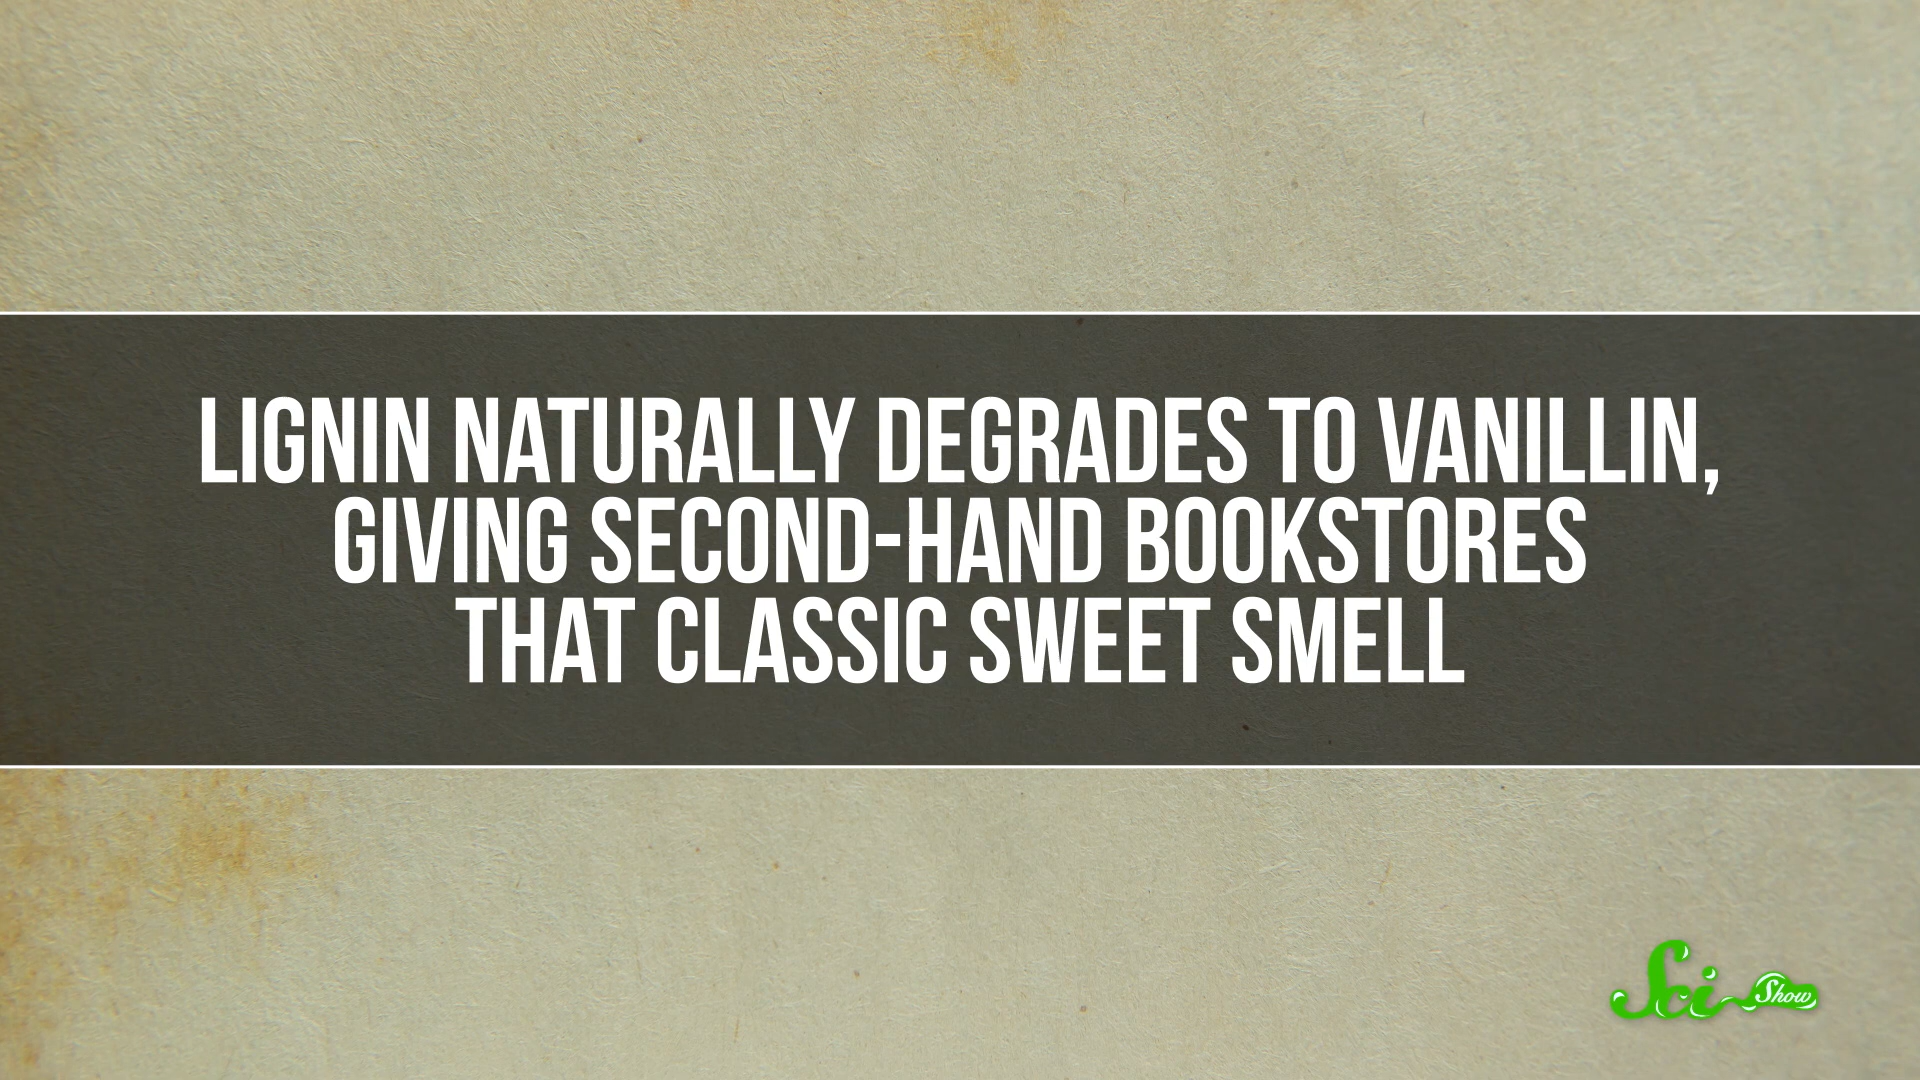 LIGNIN NATURALLY DEGRADES TO VANILLIN,
GIVING SECOND-HAND BOOKSTORES
THAT CLASSIC SWEET SMELL
Sci Show